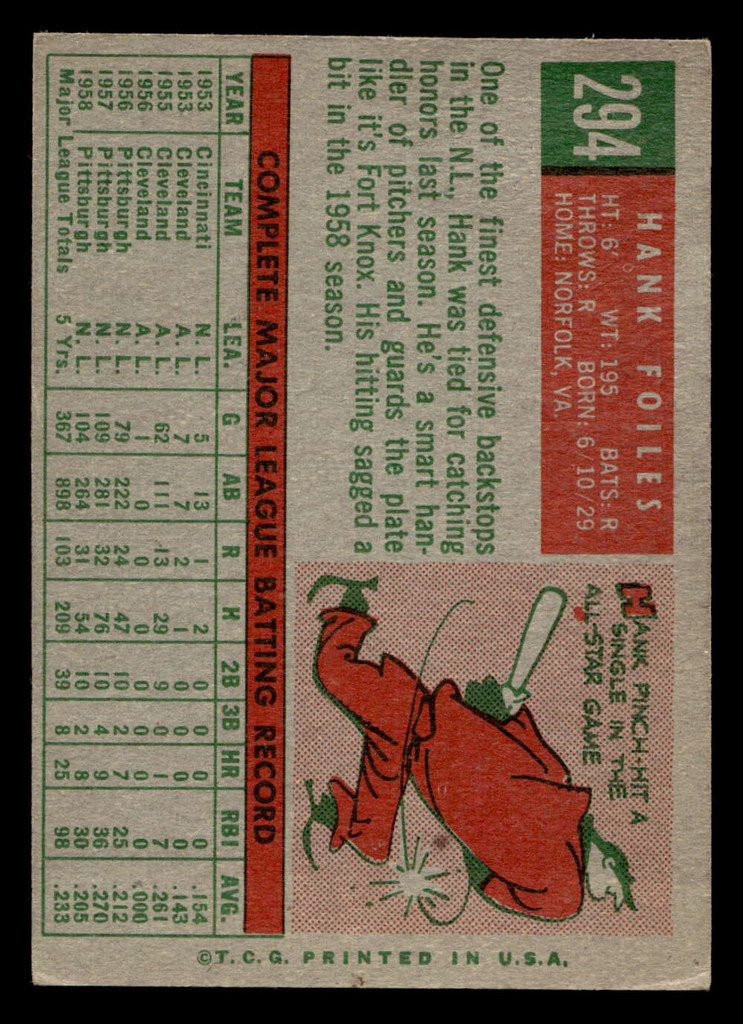 294
HANK FOILES
HT: 6' 0" WT: 195 BATS: R
THROWS: R BORN: 6/10/29
HOME: NORFOLK, VA.
One of the finest defensive backstops
in the N.L., Hank was tied for catching
honors last season. He's a smart han-
dler of pitchers and guards the plate
like it's Fort Knox. His hitting sagged a
bit in the 1958 season.
HANK PINCH-HIT A
SINGLE IN THE
ALL-STAR GAME
COMPLETE MAJOR LEAGUE BATTING RECORD
YEAR TEAM LEA. G AB R H 2B 3B HR RBI AVG.
1953 Cincinnati N. L. 5 13 1 2 0 0 0 0 .154
1953 Cleveland A. L. 7 7 2 1 0 0 0 0 .143
1955 Cleveland A. L. 62 111 13 29 9 0 1 7 .261
1956 Cleveland A. L. 1 0 0 0 0 0 0 0 .000
1956 Pittsburgh N. L. 79 222 24 47 10 2 7 25 .212
1957 Pittsburgh N. L. 109 281 32 76 10 4 9 36 .270
1958 Pittsburgh N. L. 104 264 31 54 10 2 8 30 .205
Major League Totals 5 Yrs. 367 898 103 209 39 8 25 98 .233
©T.C.G. PRINTED IN U.S.A.